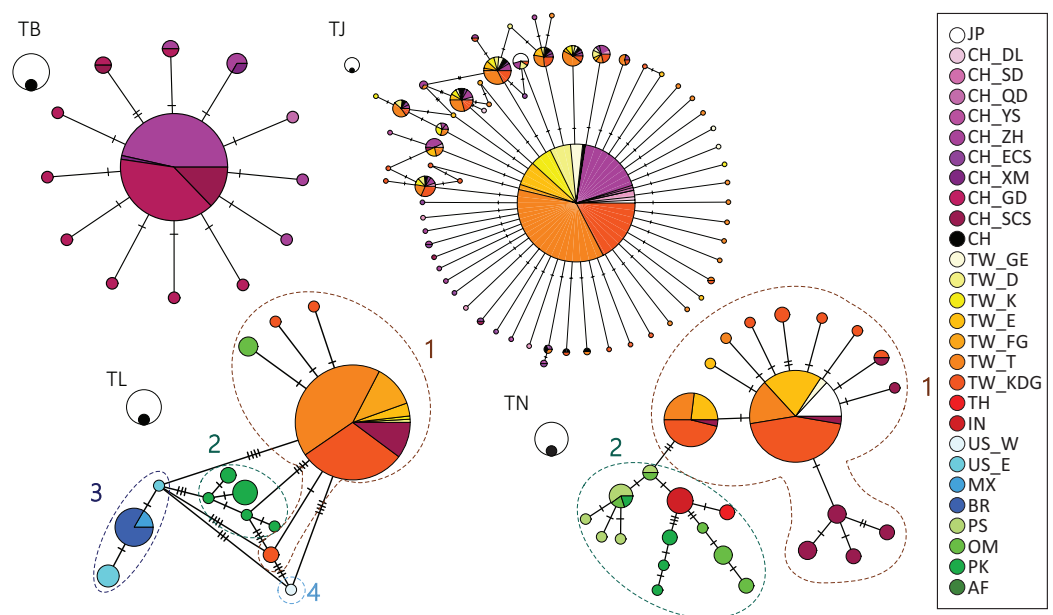 TB
TJ
TL
1
2
3
4
TN
1
2
JP
CH_DL
CH_SD
CH_QD
CH_YS
CH_ZH
CH_ECS
CH_XM
CH_GD
CH_SCS
CH
TW_GE
TW_D
TW_K
TW_E
TW_FG
TW_T
TW_KDG
TH
IN
US_W
US_E
MX
BR
PS
OM
PK
AF